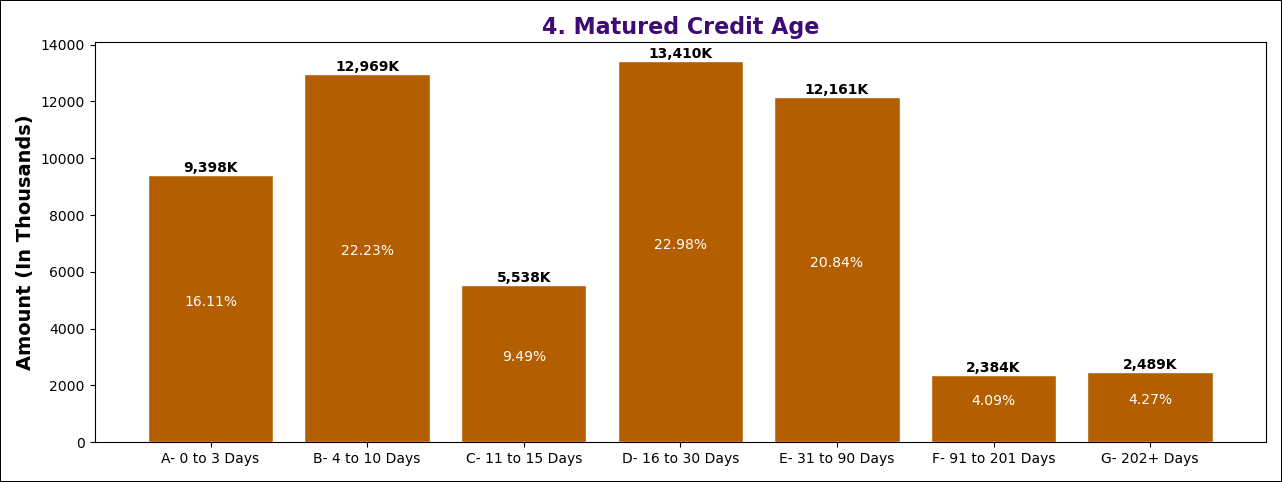 4. Matured Credit Age
Amount (In Thousands)
14000
12000
10000
8000
6000
4000
2000
0
9,398K
16.11%
12,969K
22.23%
5,538K
9.49%
13,410K
22.98%
12,161K
20.84%
2,384K
4.09%
2,489K
4.27%
A- 0 to 3 Days
B- 4 to 10 Days
C- 11 to 15 Days
D- 16 to 30 Days
E- 31 to 90 Days
F- 91 to 201 Days
G- 202+ Days